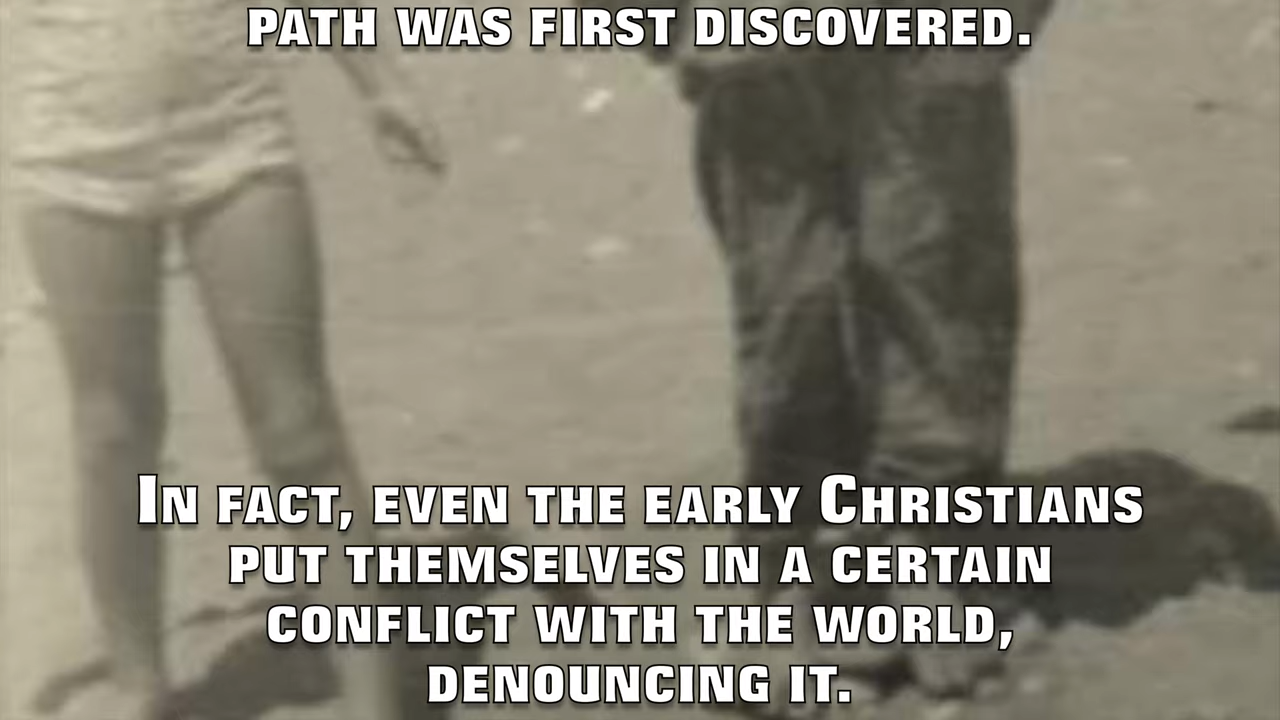 PATH WAS FIRST DISCOVERED.
IN FACT, EVEN THE EARLY CHRISTIANS
PUT THEMSELVES IN A CERTAIN
CONFLICT WITH THE WORLD,
DENOUNCING IT.